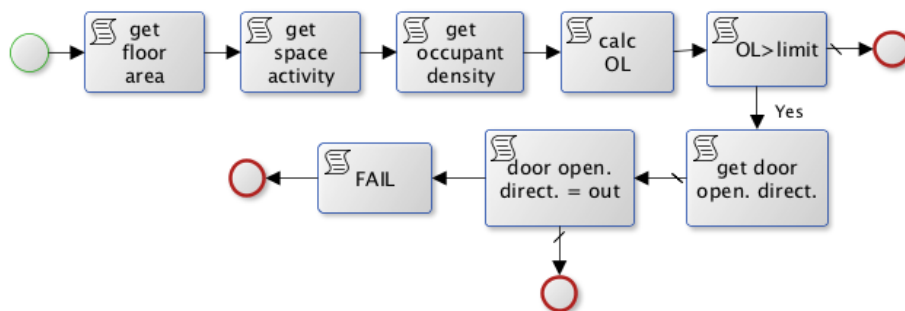 get
floor
area
get
space
activity
get
occupant
density
calc
OL
OL>limit
Yes
FAIL
door open.
direct. = out
get door
open. direct.